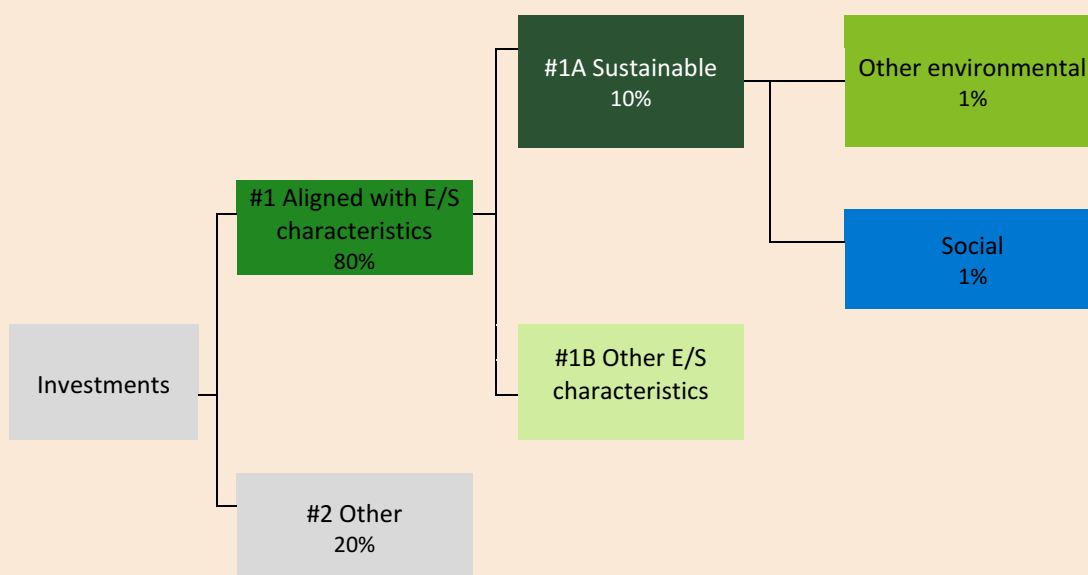 #1A Sustainable
10%
Other environmental
1%
#1 Aligned with E/S
characteristics
80%
Social
1%
Investments
#1B Other E/S
characteristics
#2 Other
20%